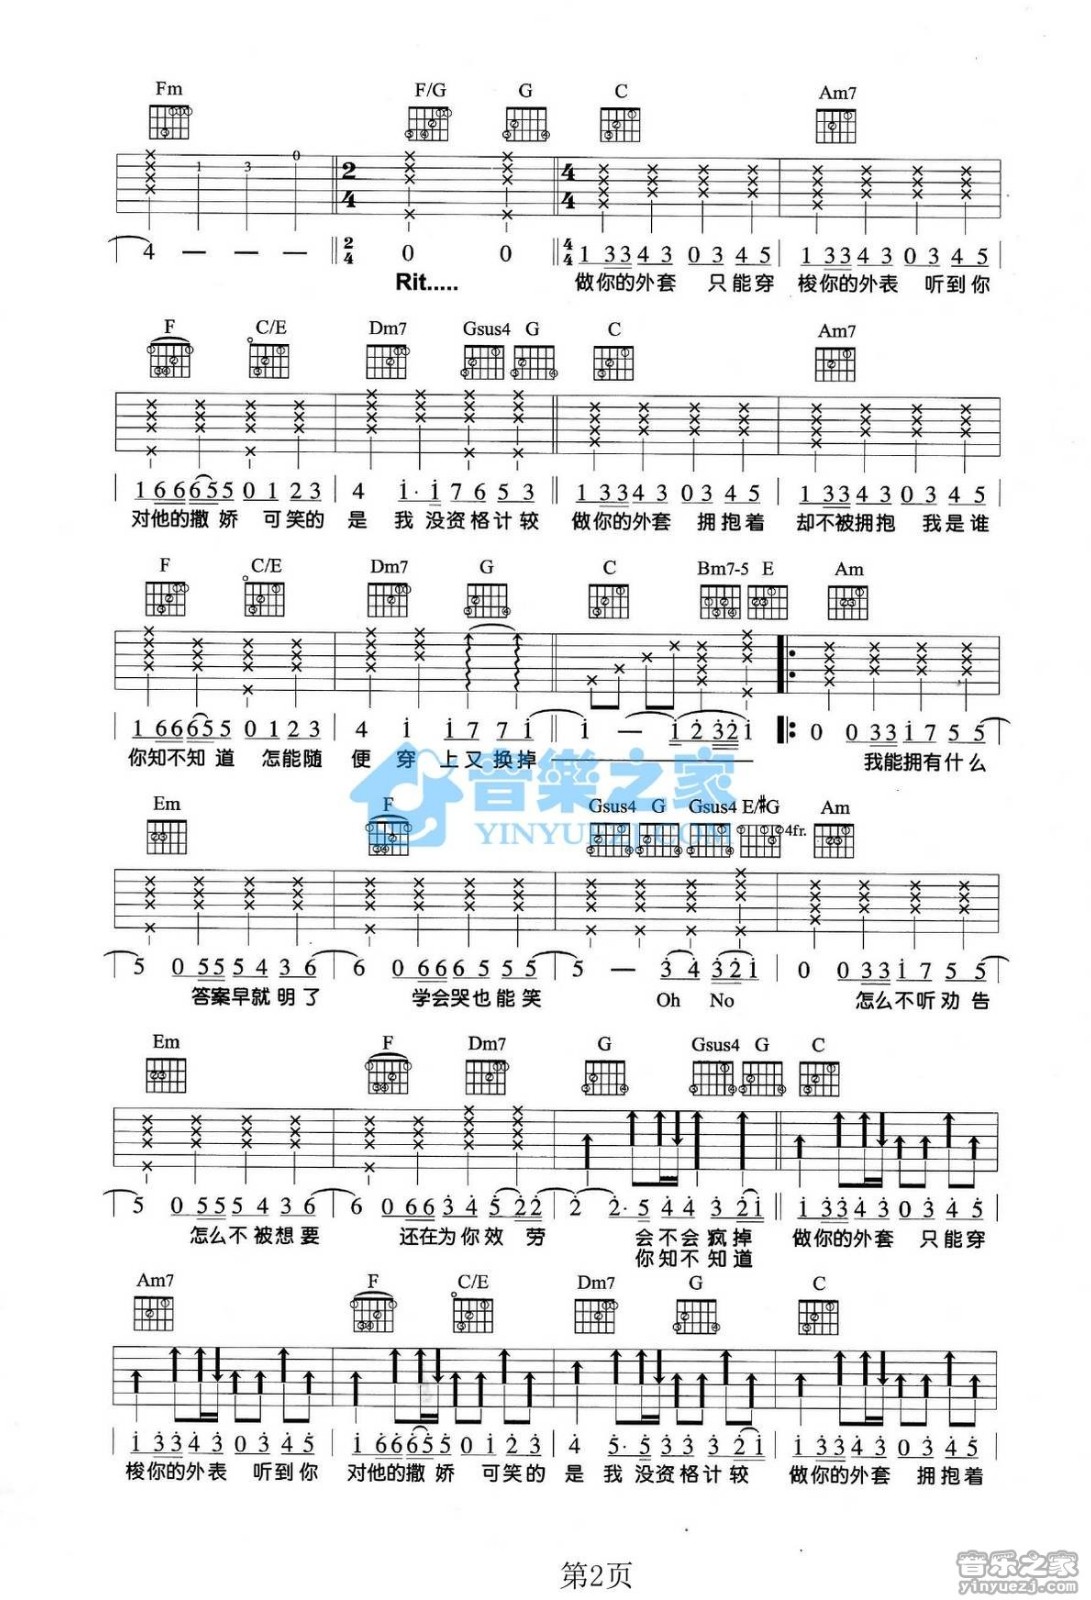 Fm F/G G C Am7
1 3 0 2 4 4 4
4 — — — 2/4 0 0 4/4 1 33 4 3 0 3 4 5 1 33 4 3 0 3 4 5
Rit..... 做你的外套 只能穿 梭你的外表 听到你
F C/E Dm7 Gsus4 G C Am7
1 6 6 6 5 5 0 1 2 3 4 i· i 7 6 5 3 1 33 4 3 0 3 4 5 1 33 4 3 0 3 4 5
对他的撒娇 可笑的 是 我 没资格计较 做你的外套 拥抱着 却不被拥抱 我是谁
F C/E Dm7 G C Bm7-5 E Am
1 6 6 6 5 5 0 1 2 3 4 i i 7 7 i i — i 2 3 2 i 0 0 3 3 i 7 5 5
你知不知道 怎能随 便 穿 上又换掉 我能拥有什么
音樂之家
YINYUEZJ.COM
Em F Gsus4 G Gsus4 E/#G 4fr. Am
5 0 5 5 5 4 3 6 6 0 6 6 6 5 5 5 5 — 3 4 3 2 i 0 0 3 3 i 7 5 5
答案早就明了 学会哭也能笑 Oh No 怎么不听劝告
Em F Dm7 G Gsus4 G C
5 0 5 5 5 4 3 6 6 0 6 6 3 4 5 2 2 2 2· 5 4 4 3 2 i i 3 3 4 3 0 3 4 5
怎么不被想要 还在为你效劳 会不会疯掉 做你的外套 只能穿
你知不知道
Am7 F C/E Dm7 G C
i 3 3 4 3 0 3 4 5 i 6 6 6 5 5 0 i 2 3 4 5· 5 3 3 3 2 i i 3 3 4 3 0 3 4 5
梭你的外表 听到你 对他的撒娇 可笑的 是 我 没资格计较 做你的外套 拥抱着
第2页
音乐之家
yinyuezj.com